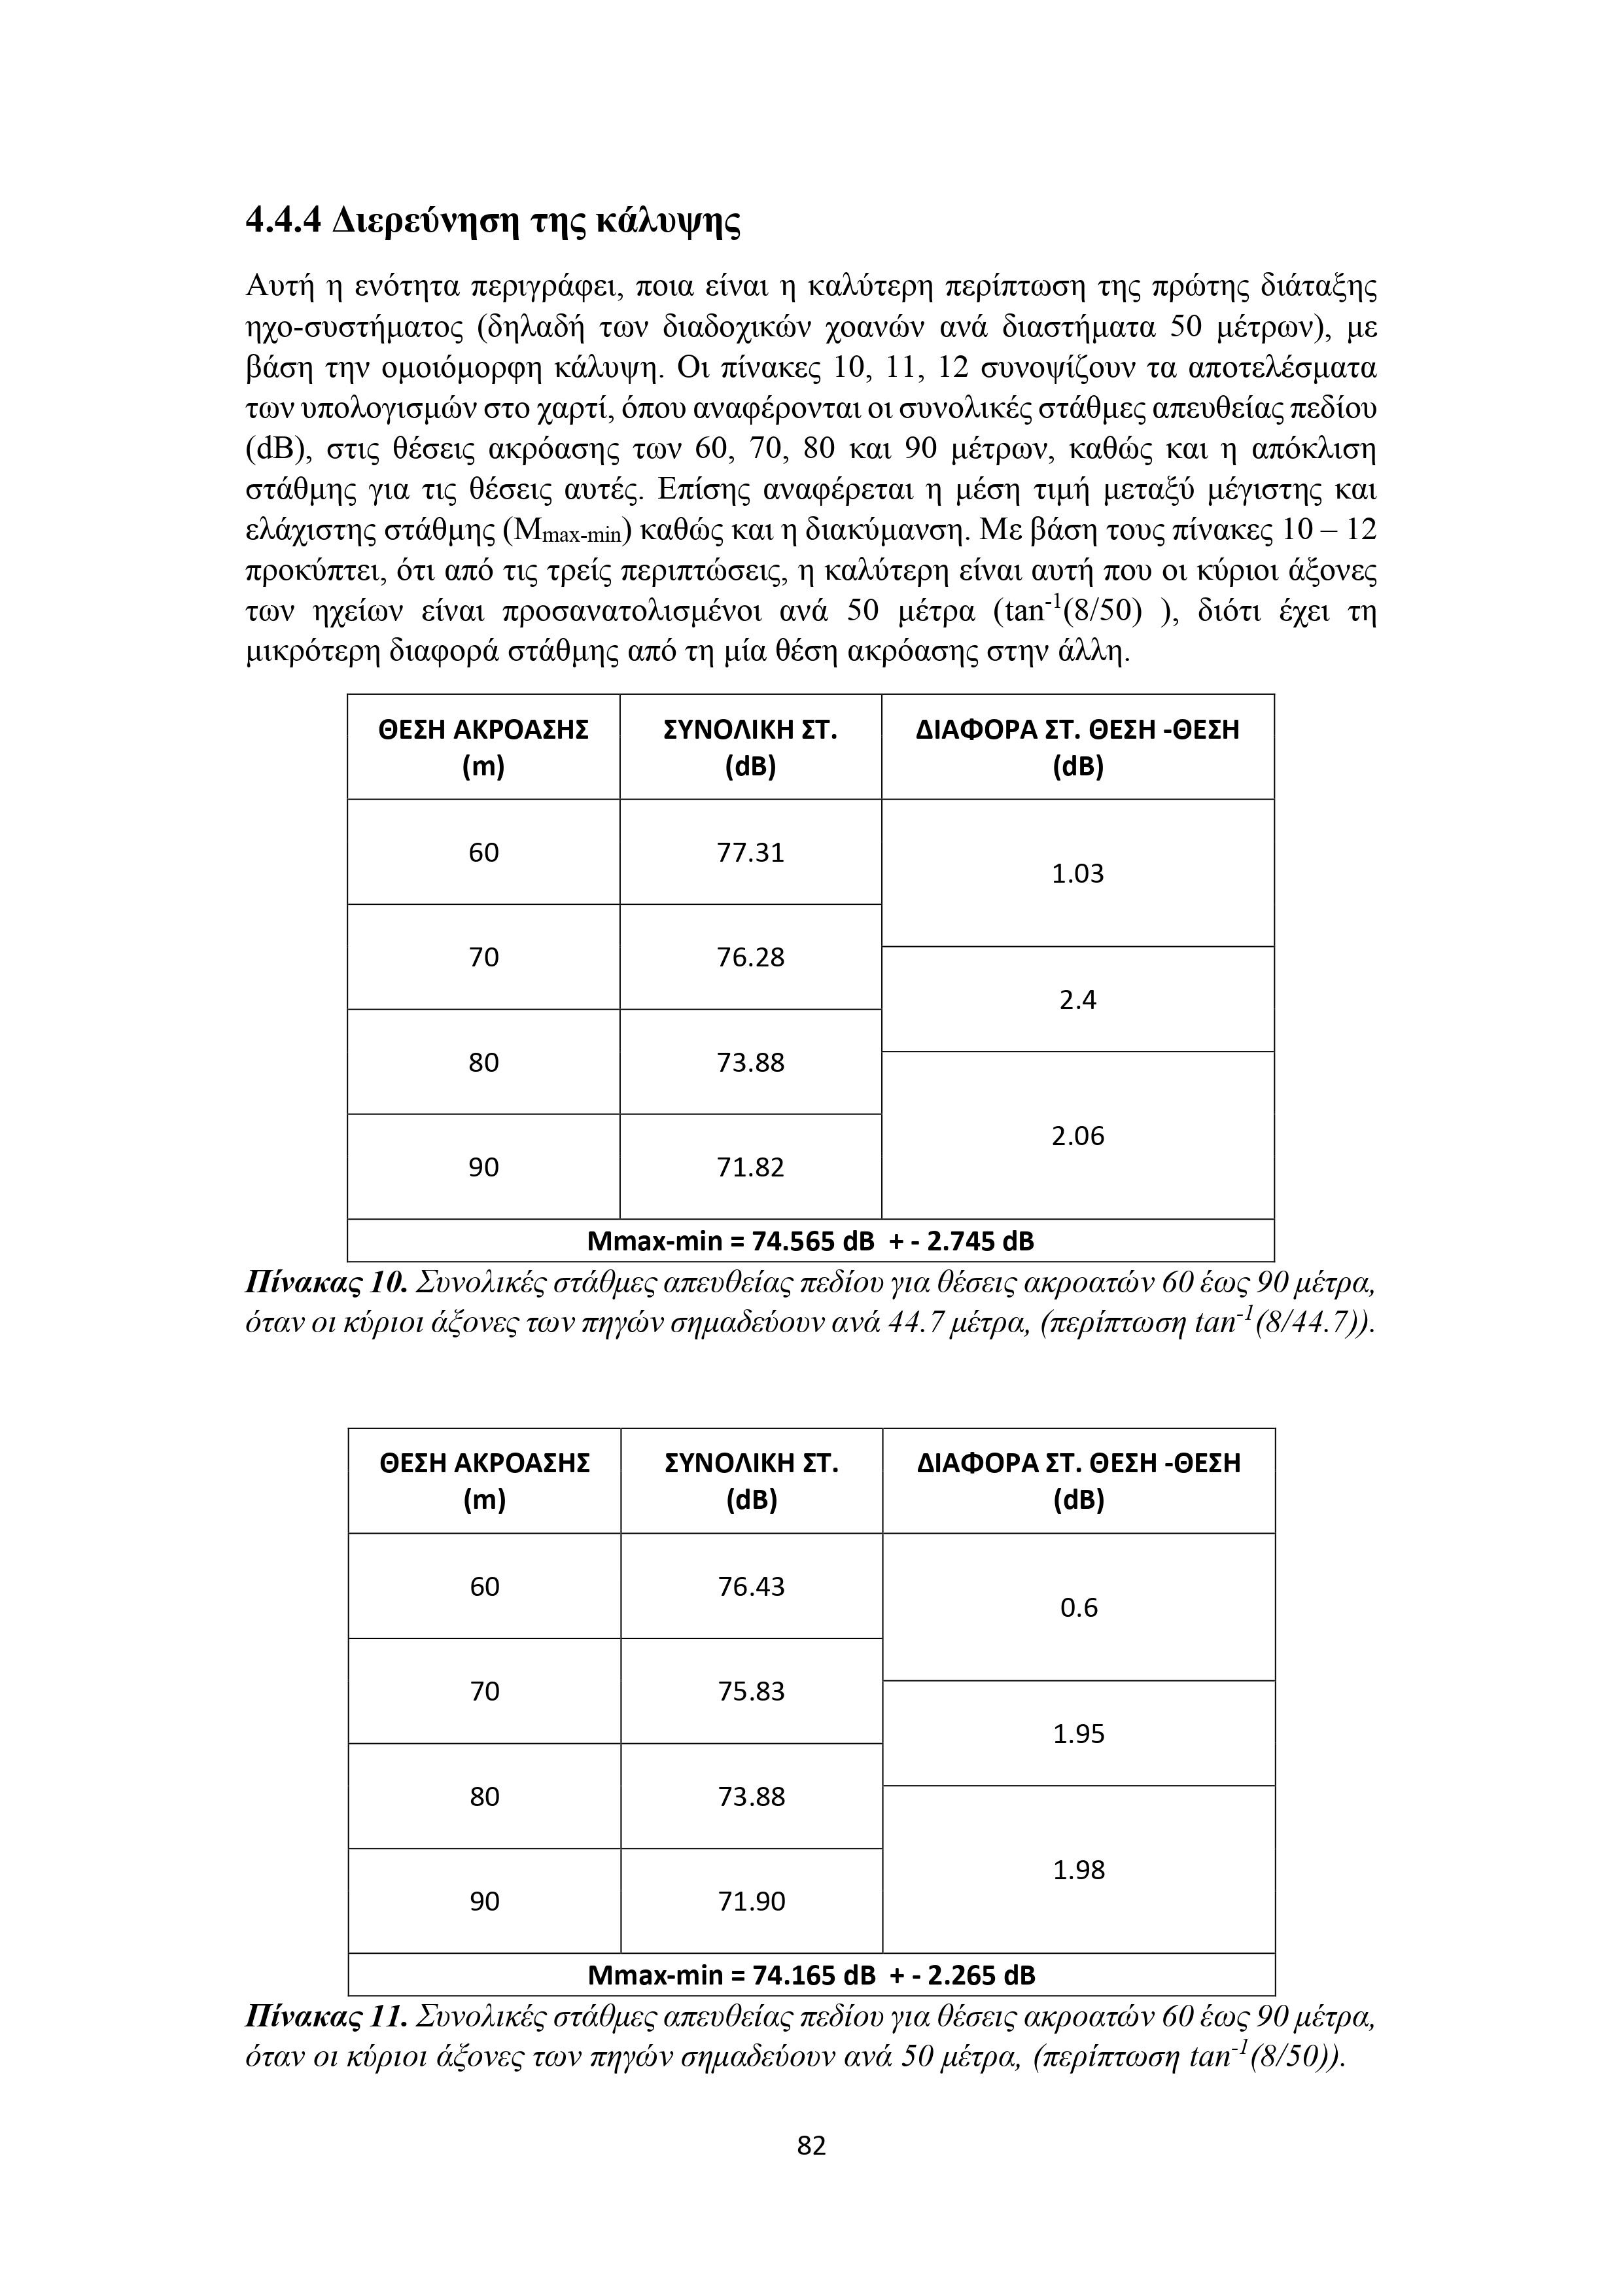 4.4.4 Διερεύνηση της κάλυψης
Αυτή η ενότητα περιγράφει, ποια είναι η καλύτερη περίπτωση της πρώτης διάταξης
ηχο-συστήματος (δηλαδή των διαδοχικών χοανών ανά διαστήματα 50 μέτρων), με
βάση την ομοιόμορφη κάλυψη. Οι πίνακες 10, 11, 12 συνοψίζουν τα αποτελέσματα
των υπολογισμών στο χαρτί, όπου αναφέρονται οι συνολικές στάθμες απευθείας πεδίου
(dB), στις θέσεις ακρόασης των 60, 70, 80 και 90 μέτρων, καθώς και η απόκλιση
στάθμης για τις θέσεις αυτές. Επίσης αναφέρεται η μέση τιμή μεταξύ μέγιστης και
ελάχιστης στάθμης (Mmax-min) καθώς και η διακύμανση. Με βάση τους πίνακες 10 – 12
προκύπτει, ότι από τις τρείς περιπτώσεις, η καλύτερη είναι αυτή που οι κύριοι άξονες
των ηχείων είναι προσανατολισμένοι ανά 50 μέτρα (tan-1(8/50) ), διότι έχει τη
μικρότερη διαφορά στάθμης από τη μία θέση ακρόασης στην άλλη.
ΘΕΣΗ ΑΚΡΟΑΣΗΣ ΣΥΝΟΛΙΚΗ ΣΤ. ΔΙΑΦΟΡΑ ΣΤ. ΘΕΣΗ -ΘΕΣΗ
(m) (dB) (dB)
60 77.31
1.03
70 76.28
2.4
80 73.88
2.06
90 71.82
Mmax-min = 74.565 dB + - 2.745 dB
Πίνακας 10. Συνολικές στάθμες απευθείας πεδίου για θέσεις ακροατών 60 έως 90 μέτρα,
όταν οι κύριοι άξονες των πηγών σημαδεύουν ανά 44.7 μέτρα, (περίπτωση tan-1(8/44.7)).
ΘΕΣΗ ΑΚΡΟΑΣΗΣ ΣΥΝΟΛΙΚΗ ΣΤ. ΔΙΑΦΟΡΑ ΣΤ. ΘΕΣΗ -ΘΕΣΗ
(m) (dB) (dB)
60 76.43
0.6
70 75.83
1.95
80 73.88
1.98
90 71.90
Mmax-min = 74.165 dB + - 2.265 dB
Πίνακας 11. Συνολικές στάθμες απευθείας πεδίου για θέσεις ακροατών 60 έως 90 μέτρα,
όταν οι κύριοι άξονες των πηγών σημαδεύουν ανά 50 μέτρα, (περίπτωση tan-1(8/50)).
82